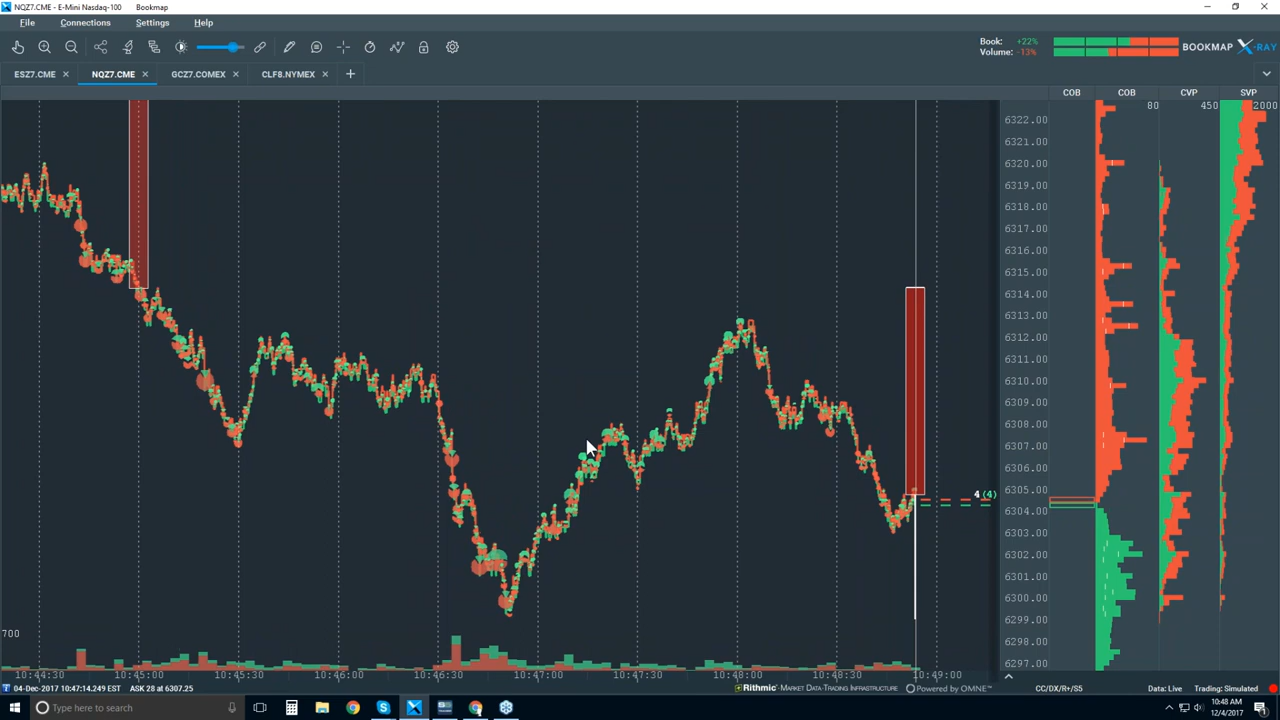 NQZ7.CME - E-Mini Nasdaq-100 Bookmap
File Connections Settings Help
Book: +22%
Volume: -13%
BOOKMAP X-RAY
ESZ7.CME × NQZ7.CME × GCZ7.COMEX × CLF8.NYMEX × +
COB COB CVP SVP
80 450 2000
6322.00
6321.00
6320.00
6319.00
6318.00
6317.00
6316.00
6315.00
6314.00
6313.00
6312.00
6311.00
6310.00
6309.00
6308.00
6307.00
6306.00
6305.00
4 (4)
6304.00
6303.00
6302.00
6301.00
6300.00
6299.00
6298.00
6297.00
700
10:44:30 10:45:00 10:45:30 10:46:00 10:46:30 10:47:00 10:47:30 10:48:00 10:48:30 10:49:00
04-Dec-2017 10:47:14.249 EST ASK 28 at 6307.25
Rithmic™ Market Data-Trading Infrastructure Powered by OMNE™
CC/DX/R+/S5 Data: Live Trading: Simulated
Type here to search
10:48 AM
12/4/2017